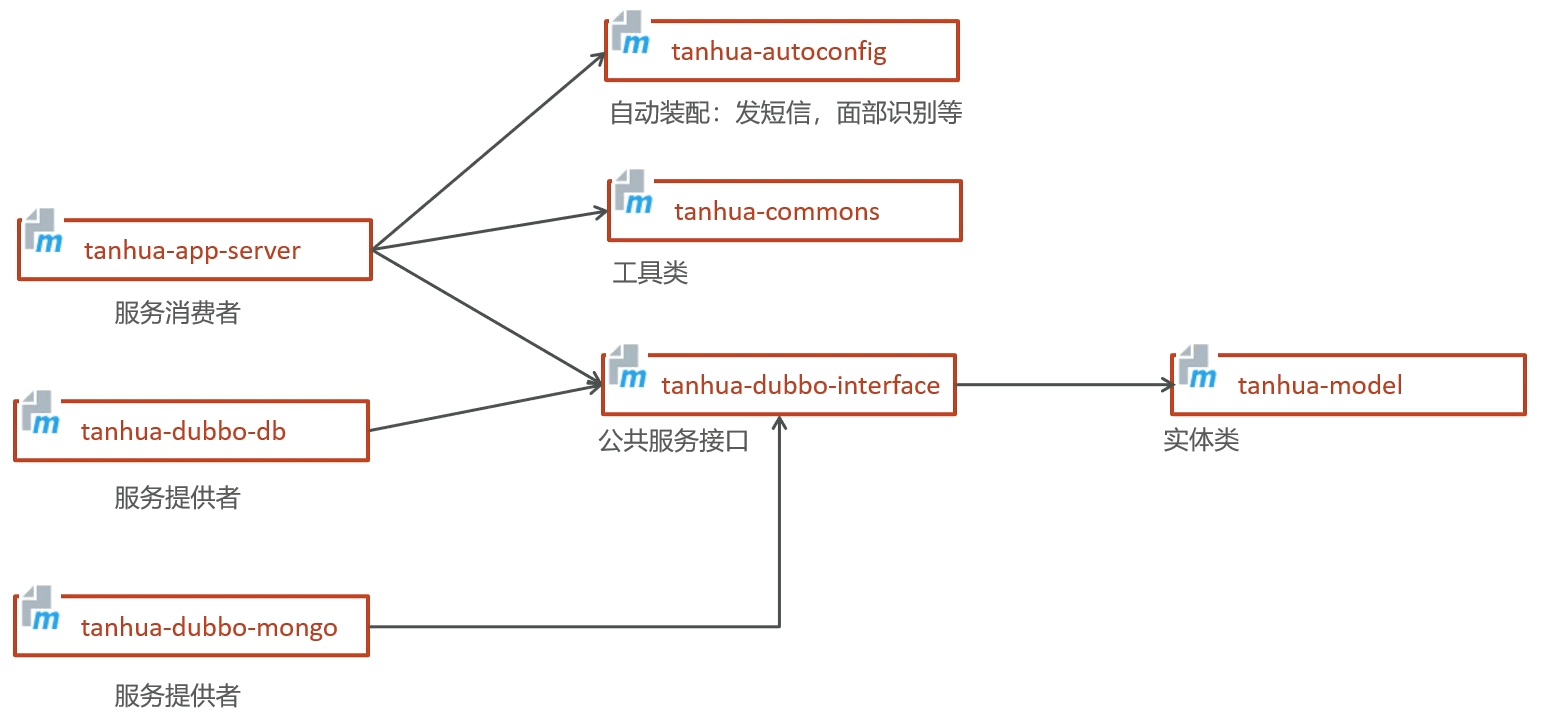 tanhua-autoconfig
自动装配：发短信，面部识别等
tanhua-commons
工具类
tanhua-app-server
服务消费者
tanhua-dubbo-interface
公共服务接口
tanhua-model
实体类
tanhua-dubbo-db
服务提供者
tanhua-dubbo-mongo
服务提供者
m
m
m
m
m
m
m